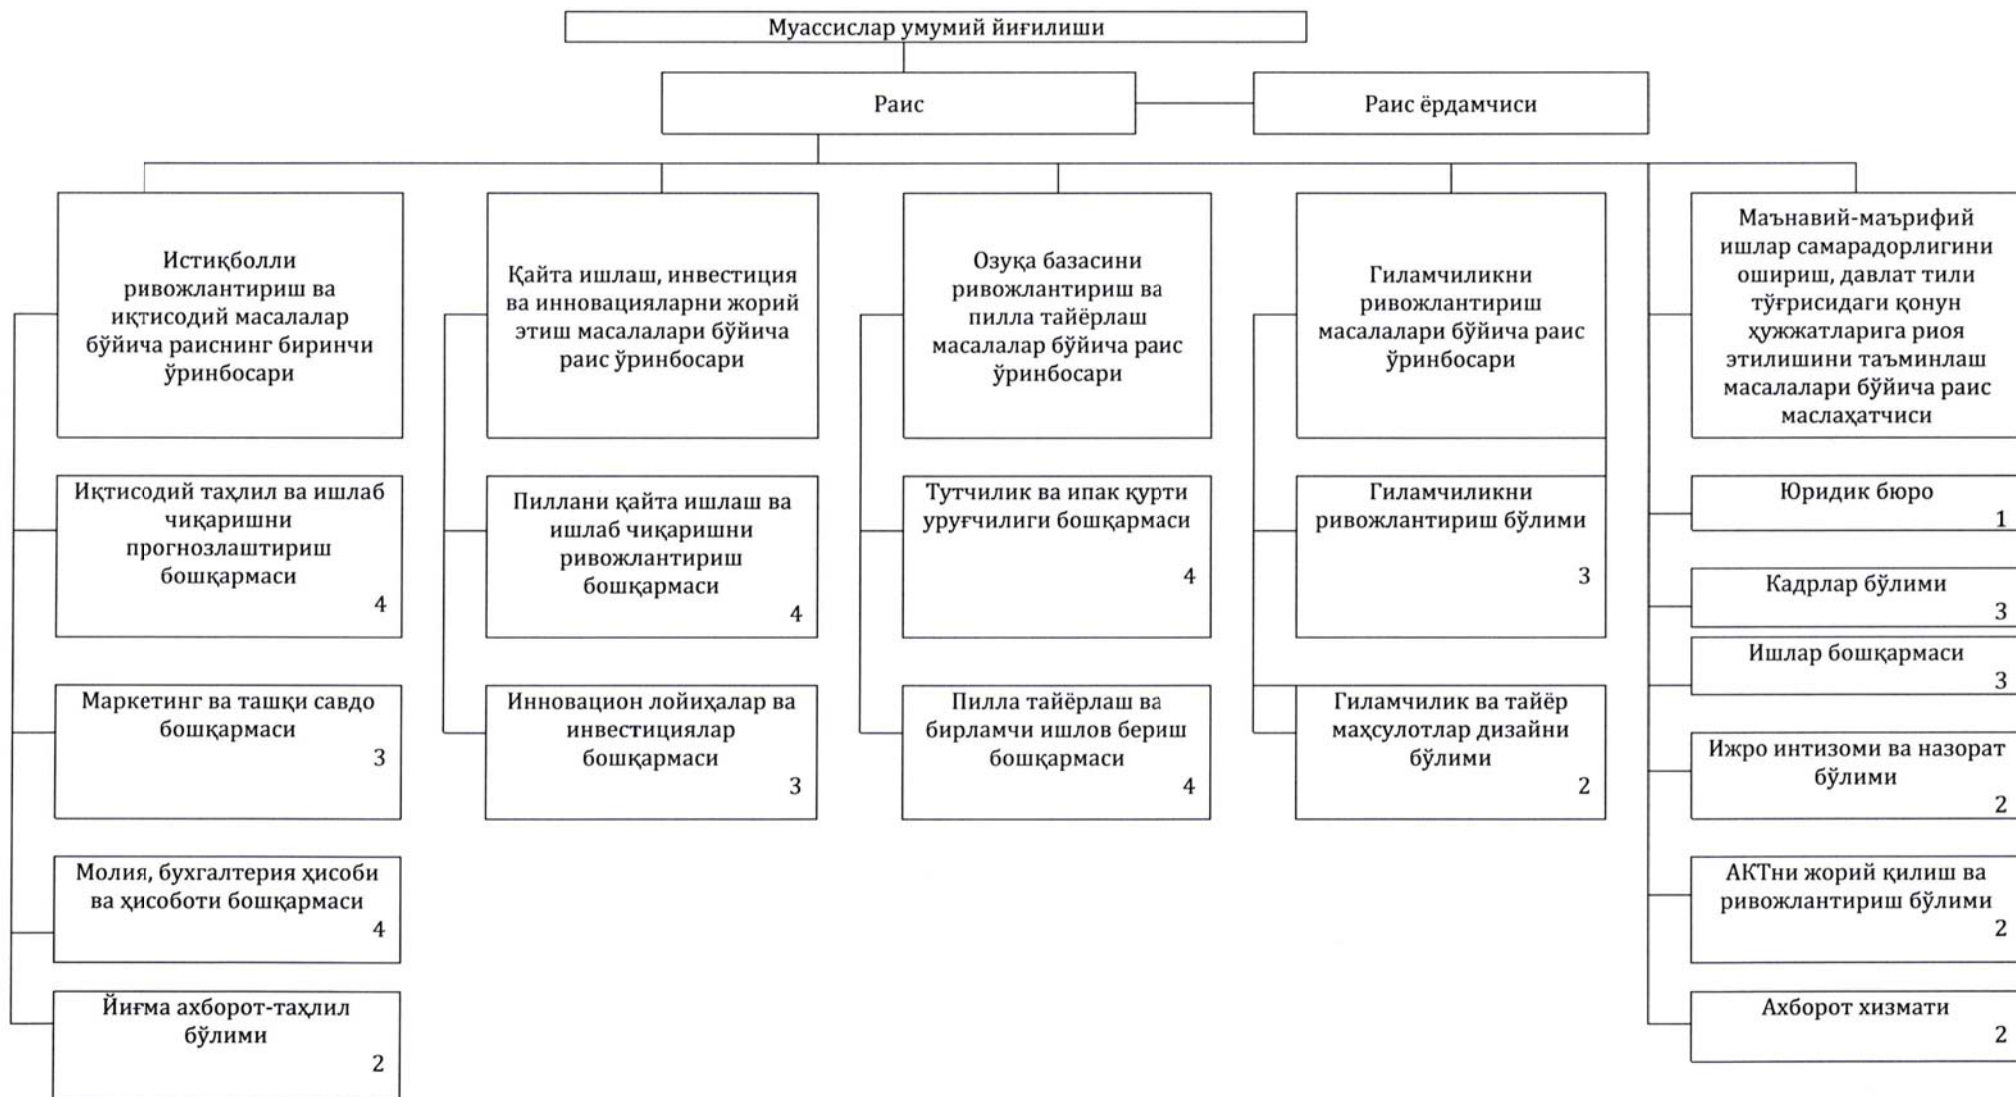 Муассислар умумий йиғилиши
Раис
Раис ёрдамчиси
Истиқболли
ривожлантириш ва
иқтисодий масалалар
бўйича раиснинг биринчи
ўринбосари
Қайта ишлаш, инвестиция
ва инновацияларни жорий
этиш масалалари бўйича
раис ўринбосари
Озуқа базасини
ривожлантириш ва
пилла тайёрлаш
масалалар бўйича раис
ўринбосари
Гиламчиликни
ривожлантириш
масалалари бўйича раис
ўринбосари
Маънавий-маърифий
ишлар самарадорлигини
ошириш, давлат тили
тўғрисидаги қонун
ҳужжатларига риоя
этилишини таъминлаш
масалалари бўйича раис
маслаҳатчиси
Иқтисодий таҳлил ва ишлаб
чиқаришни
прогнозлаштириш
бошқармаси
4
Пиллани қайта ишлаш ва
ишлаб чиқаришни
ривожлантириш
бошқармаси
4
Тутчилик ва ипак қурти
уруғчилиги бошқармаси
4
Гиламчиликни
ривожлантириш бўлими
3
Юридик бюро
1
Кадрлар бўлими
3
Ишлар бошқармаси
3
Маркетинг ва ташқи савдо
бошқармаси
3
Инновацион лойиҳалар ва
инвестициялар
бошқармаси
3
Пилла тайёрлаш ва
бирламчи ишлов бериш
бошқармаси
4
Гиламчилик ва тайёр
маҳсулотлар дизайни
бўлими
2
Ижро интизоми ва назорат
бўлими
2
Молия, бухгалтерия ҳисоби
ва ҳисоботи бошқармаси
4
АКТни жорий қилиш ва
ривожлантириш бўлими
2
Йиғма ахборот-таҳлил
бўлими
2
Ахборот хизмати
2